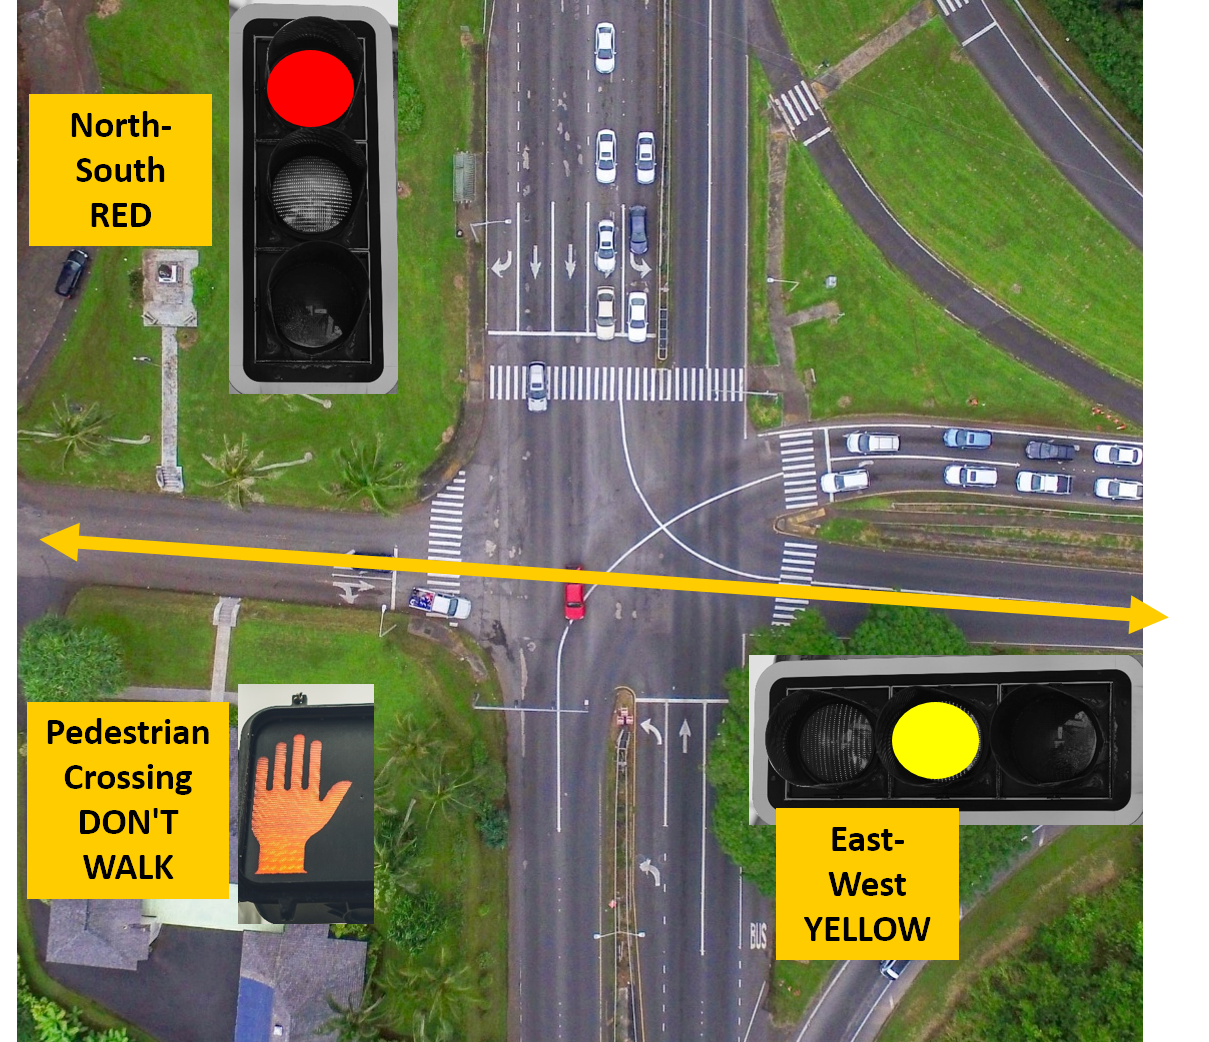 North-
South
RED
Pedestrian
Crossing
DON'T
WALK
East-
West
YELLOW
BUS